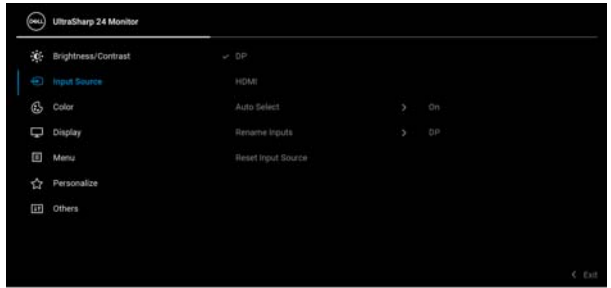 DELL UltraSharp 24 Monitor
Brightness/Contrast ✓ DP
Input Source HDMI
Color Auto Select > On
Display Rename Inputs > DP
Menu Reset Input Source
Personalize
Others
< Exit